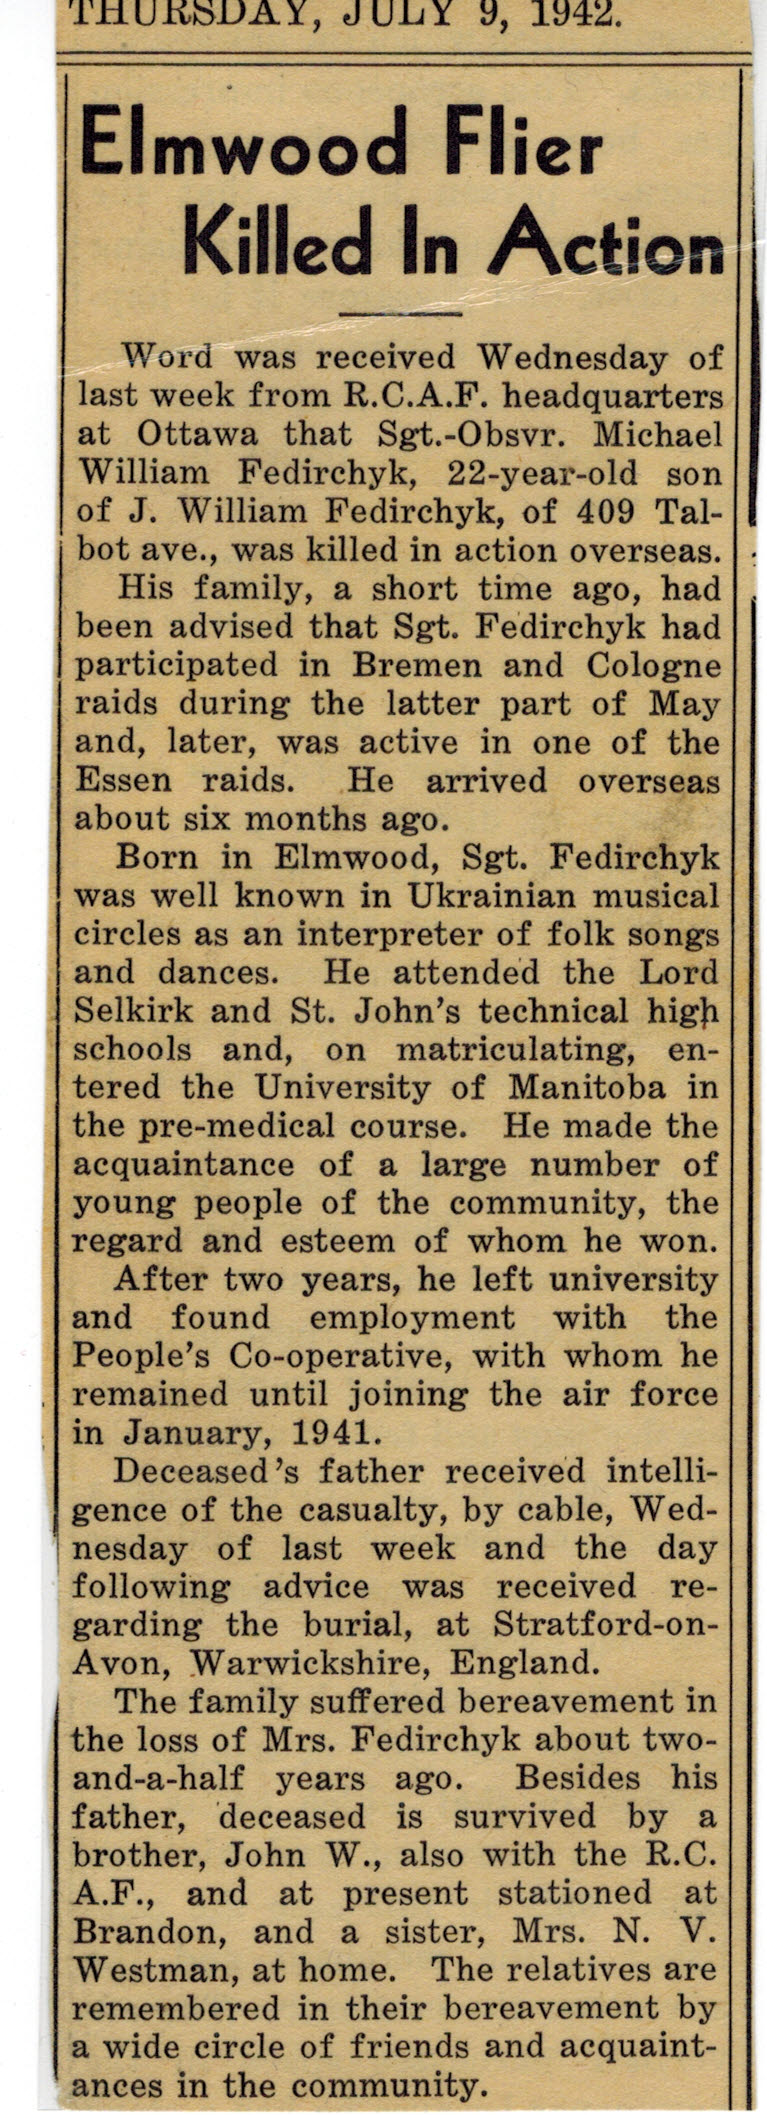 THURSDAY, JULY 9, 1942.
Elmwood Flier
Killed In Action
Word was received Wednesday of
last week from R.C.A.F. headquarters
at Ottawa that Sgt.-Obsvr. Michael
William Fedirchyk, 22-year-old son
of J. William Fedirchyk, of 409 Tal-
bot ave., was killed in action overseas.
His family, a short time ago, had
been advised that Sgt. Fedirchyk had
participated in Bremen and Cologne
raids during the latter part of May
and, later, was active in one of the
Essen raids. He arrived overseas
about six months ago.
Born in Elmwood, Sgt. Fedirchyk
was well known in Ukrainian musical
circles as an interpreter of folk songs
and dances. He attended the Lord
Selkirk and St. John's technical high
schools and, on matriculating, en-
tered the University of Manitoba in
the pre-medical course. He made the
acquaintance of a large number of
young people of the community, the
regard and esteem of whom he won.
After two years, he left university
and found employment with the
People's Co-operative, with whom he
remained until joining the air force
in January, 1941.
Deceased's father received intelli-
gence of the casualty, by cable, Wed-
nesday of last week and the day
following advice was received re-
garding the burial, at Stratford-on-
Avon, Warwickshire, England.
The family suffered bereavement in
the loss of Mrs. Fedirchyk about two-
and-a-half years ago. Besides his
father, deceased is survived by a
brother, John W., also with the R.C.
A.F., and at present stationed at
Brandon, and a sister, Mrs. N. V.
Westman, at home. The relatives are
remembered in their bereavement by
a wide circle of friends and acquaint-
ances in the community.